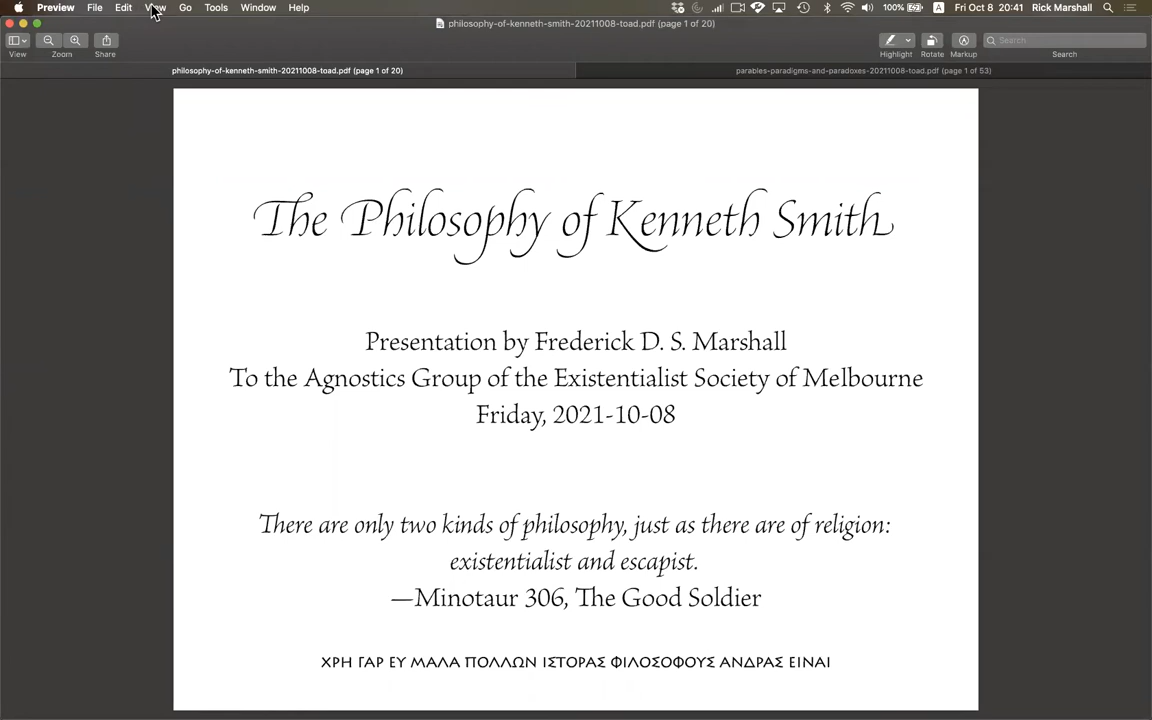 Preview File Edit View Go Tools Window Help 100% A Fri Oct 8 20:41 Rick Marshall
philosophy-of-kenneth-smith-20211008-toad.pdf (page 1 of 20)
View Zoom Share Highlight Rotate Markup Search
Search
philosophy-of-kenneth-smith-20211008-toad.pdf (page 1 of 20) parables-paradigms-and-paradoxes-20211008-toad.pdf (page 1 of 53)
The Philosophy of Kenneth Smith
Presentation by Frederick D. S. Marshall
To the Agnostics Group of the Existentialist Society of Melbourne
Friday, 2021-10-08
There are only two kinds of philosophy, just as there are of religion:
existentialist and escapist.
—Minotaur 306, The Good Soldier
ΧΡΗ ΓΑΡ ΕΥ ΜΑΛΑ ΠΟΛΛΩΝ ΙΣΤΟΡΑΣ ΦΙΛΟΣΟΦΟΥΣ ΑΝΔΡΑΣ ΕΙΝΑΙ